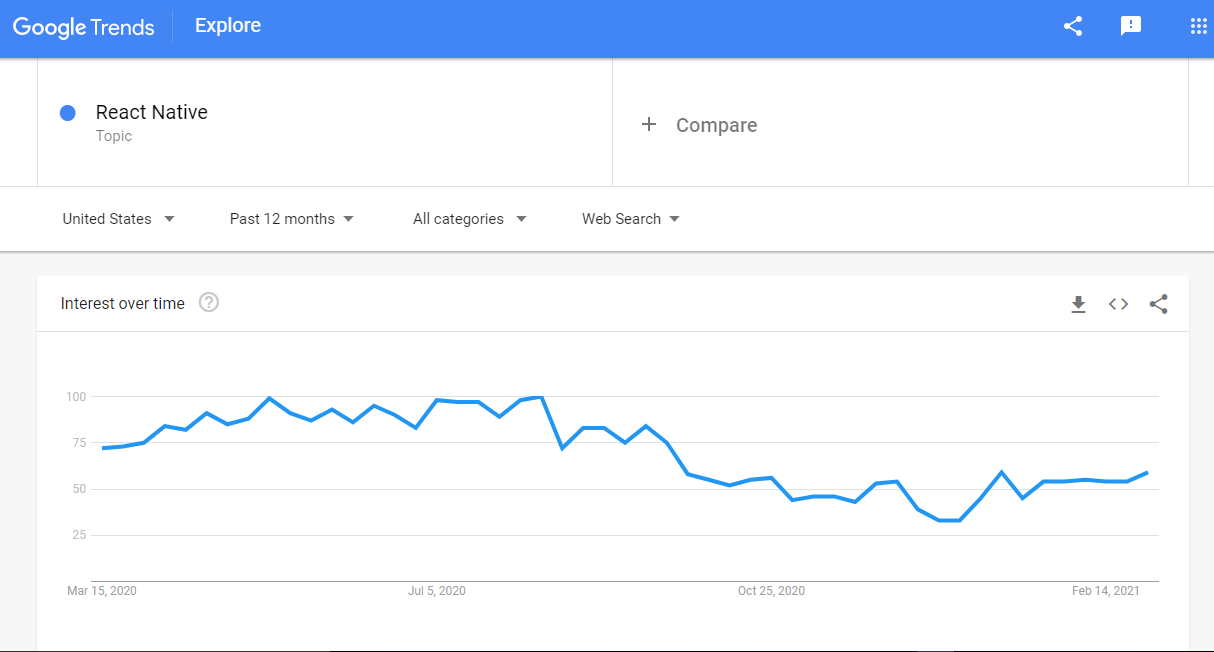 Google Trends Explore
React Native
Topic
+ Compare
United States Past 12 months All categories Web Search
Interest over time ?
100
75
50
25
Mar 15, 2020 Jul 5, 2020 Oct 25, 2020 Feb 14, 2021